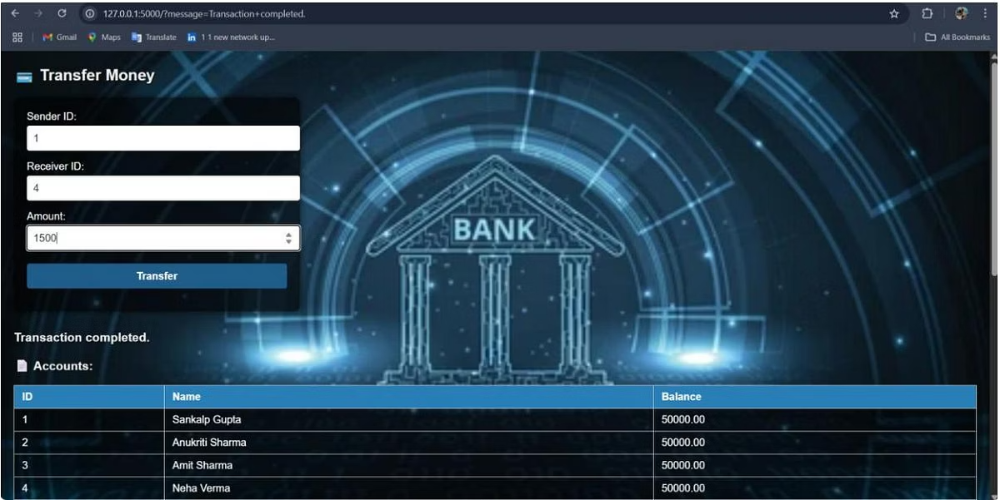 127.0.0.1:5000/?message=Transaction+completed.
Gmail Maps Translate 1 1 new network up... All Bookmarks
Transfer Money
Sender ID:
1
Receiver ID:
4
Amount:
1500
Transfer
BANK
Transaction completed.
Accounts:
ID Name Balance
1 Sankalp Gupta 50000.00
2 Anukriti Sharma 50000.00
3 Amit Sharma 50000.00
4 Neha Verma 50000.00